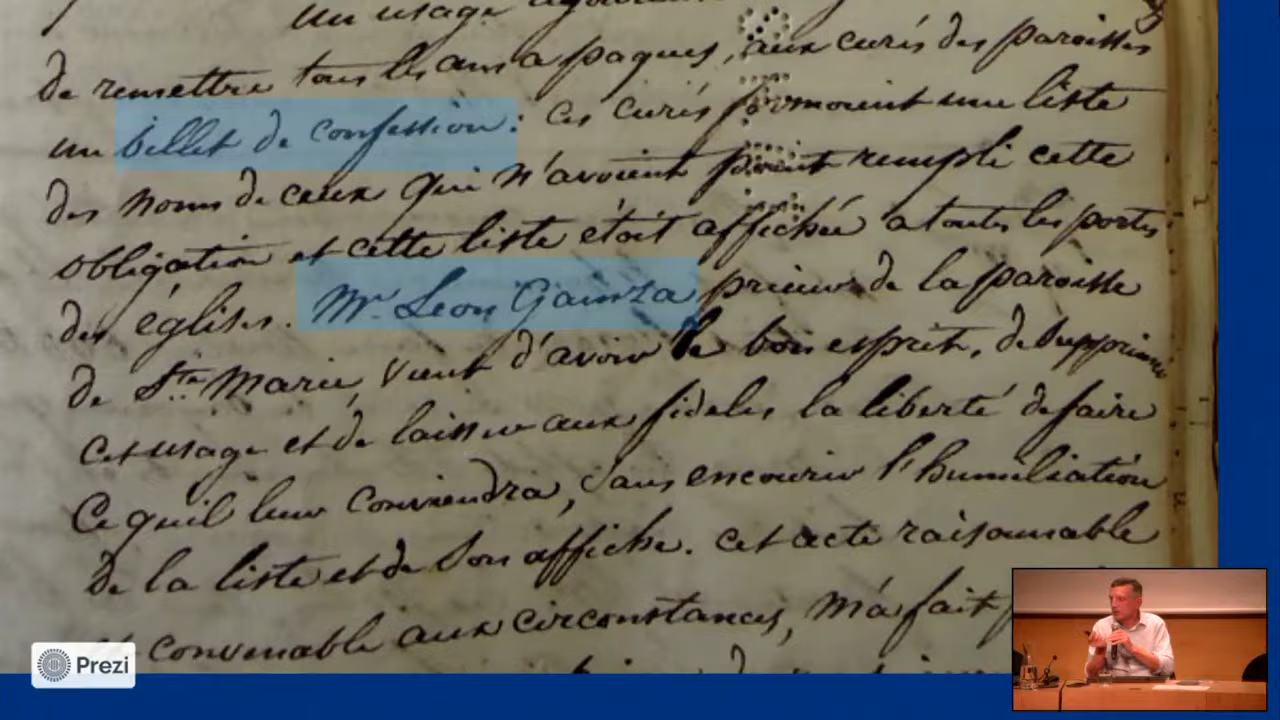 un usage
de remettre tous les ans a paques, aux curés des paroisses
un billet de confession: ces curés formoient une liste
des noms de ceux qui n'avoient point rempli cette
obligation et cette liste étoit affichée a toutes les portes
des églises. Mr. Leon Gainza prieur de la paroisse
de Ste. Marie, vient d'avoir le bon esprit, de supprimer
cet usage et de laisser aux fideles la liberté de faire
Ce quil leur conviendra, sans encourir l'humiliation
de la liste et de son affiche. cet acte raisonnable
convenable aux circonstances, m'a fait
Prezi